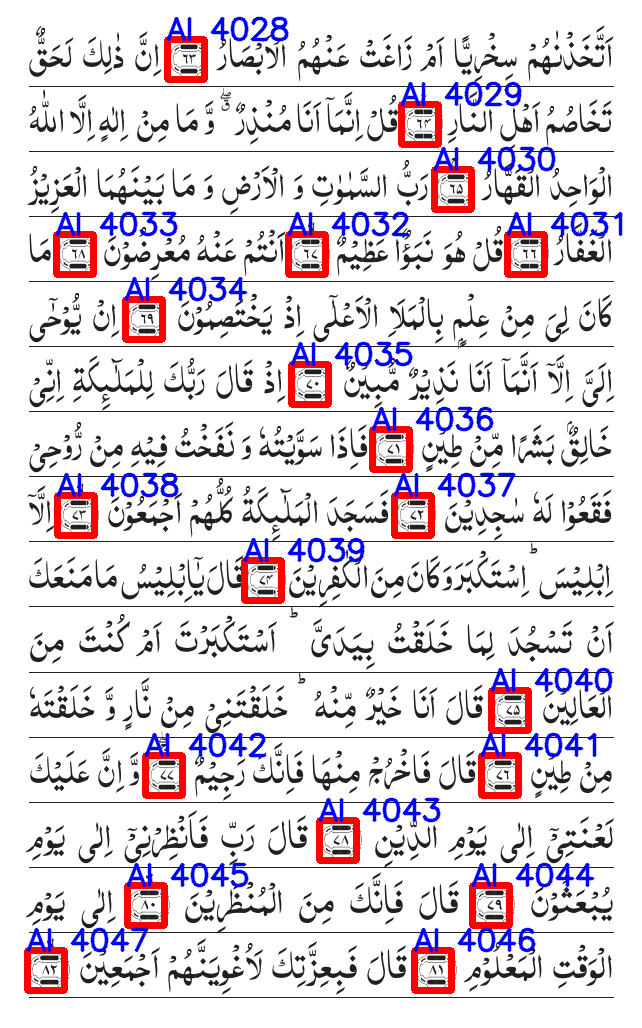 AI 4028
اَتَّخَذْنٰهُمْ سِخْرِيًّا اَمْ زَاغَتْ عَنْهُمُ الْاَبْصَارُ ٦٣ اِنَّ ذٰلِكَ لَحَقٌّ
AI 4029
تَخَاصُمُ اَهْلِ النَّارِ ٦٤ قُلْ اِنَّمَآ اَنَا مُنْذِرٌ ۖۗ وَّ مَا مِنْ اِلٰهٍ اِلَّا اللّٰهُ
AI 4030
الْوَاحِدُ الْقَهَّارُ ٦٥ رَبُّ السَّمٰوٰتِ وَ الْاَرْضِ وَ مَا بَيْنَهُمَا الْعَزِيْزُ
AI 4033 AI 4032 AI 4031
الْغَفَّارُ ٦٦ قُلْ هُوَ نَبَؤٌا عَظِيْمٌ ٦٧ اَنْتُمْ عَنْهُ مُعْرِضُوْنَ ٦٨ مَا
AI 4034
كَانَ لِيَ مِنْ عِلْمٍۭ بِالْمَلَاِ الْاَعْلٰٓى اِذْ يَخْتَصِمُوْنَ ٦٩ اِنْ يُّوْحٰٓى
AI 4035
اِلَيَّ اِلَّآ اَنَّمَآ اَنَا نَذِيْرٌ مُّبِيْنٌ ٧٠ اِذْ قَالَ رَبُّكَ لِلْمَلٰٓئِكَةِ اِنِّيْ
AI 4036
خَالِقٌۢ بَشَرًا مِّنْ طِيْنٍ ٧١ فَاِذَا سَوَّيْتُهٗ وَ نَفَخْتُ فِيْهِ مِنْ رُّوْحِيْ
AI 4038 AI 4037
فَقَعُوْا لَهٗ سٰجِدِيْنَ ٧٢ فَسَجَدَ الْمَلٰٓئِكَةُ كُلُّهُمْ اَجْمَعُوْنَ ٧٣ اِلَّآ
AI 4039
اِبْلِيْسَ ؕ اِسْتَكْبَرَ وَ كَانَ مِنَ الْكٰفِرِيْنَ ٧٤ قَالَ يٰٓاِبْلِيْسُ مَا مَنَعَكَ
اَنْ تَسْجُدَ لِمَا خَلَقْتُ بِيَدَيَّ ؕ اَسْتَكْبَرْتَ اَمْ كُنْتَ مِنَ
AI 4040
الْعَالِيْنَ ٧٥ قَالَ اَنَا خَيْرٌ مِّنْهُ ؕ خَلَقْتَنِيْ مِنْ نَّارٍ وَّ خَلَقْتَهٗ
AI 4042 AI 4041
مِنْ طِيْنٍ ٧٦ قَالَ فَاخْرُجْ مِنْهَا فَاِنَّكَ رَجِيْمٌ ٧٧ وَّ اِنَّ عَلَيْكَ
AI 4043
لَعْنَتِيْٓ اِلٰى يَوْمِ الدِّيْنِ ٧٨ قَالَ رَبِّ فَاَنْظِرْنِيْٓ اِلٰى يَوْمِ
AI 4045 AI 4044
يُبْعَثُوْنَ ٧٩ قَالَ فَاِنَّكَ مِنَ الْمُنْظَرِيْنَ ٨٠ اِلٰى يَوْمِ
AI 4047 AI 4046
الْوَقْتِ الْمَعْلُوْمِ ٨١ قَالَ فَبِعِزَّتِكَ لَاُغْوِيَنَّهُمْ اَجْمَعِيْنَ ٨٢